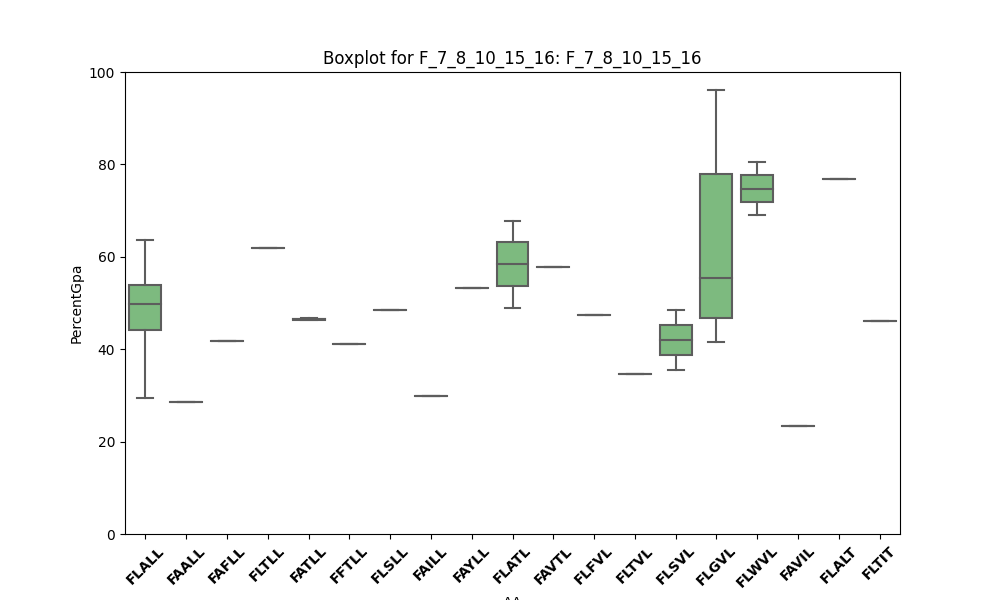 Boxplot for F_7_8_10_15_16: F_7_8_10_15_16
PercentGpa
100
80
60
40
20
0
FLALL FAALL FAFLL FLTLL FATLL FFTLL FLSLL FAILL FAYLL FLATL FAVTL FLFVL FLTVL FLSVL FLGVL FLWVL FAVIL FLALT FLTIT